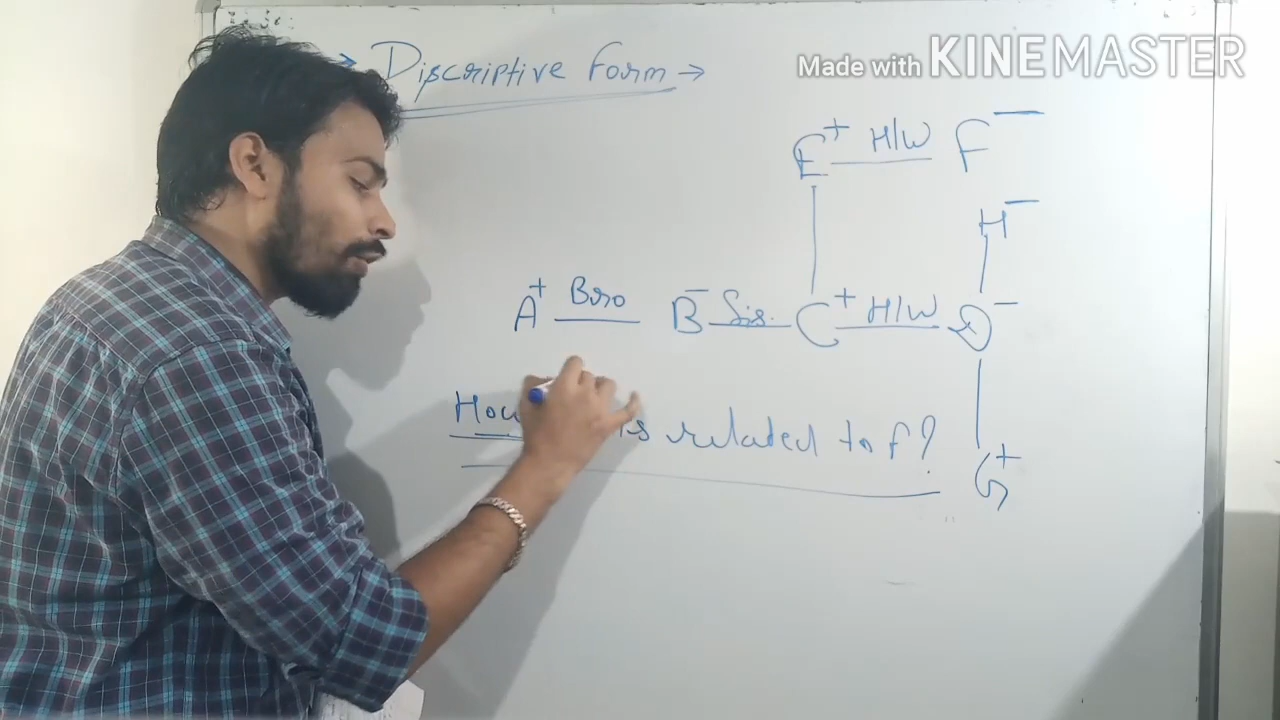 → Discriptive Form →
Made with KINEMASTER
E+ H/W F−
H−
A+ Bro B− Sis. C+ H/W D−
How is related to F?
G+